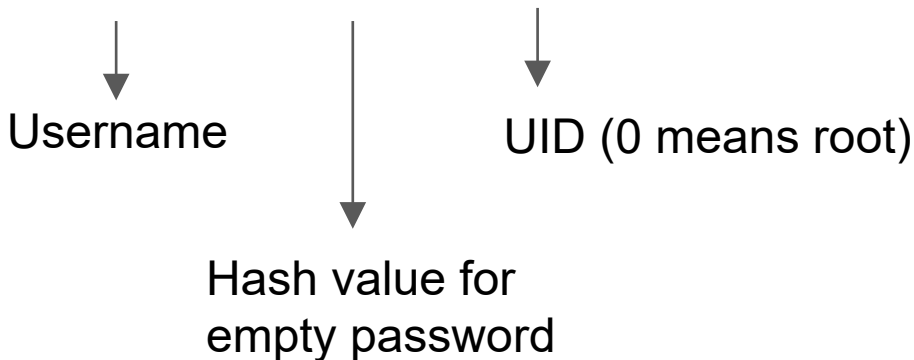 Username
UID (0 means root)
Hash value for
empty password